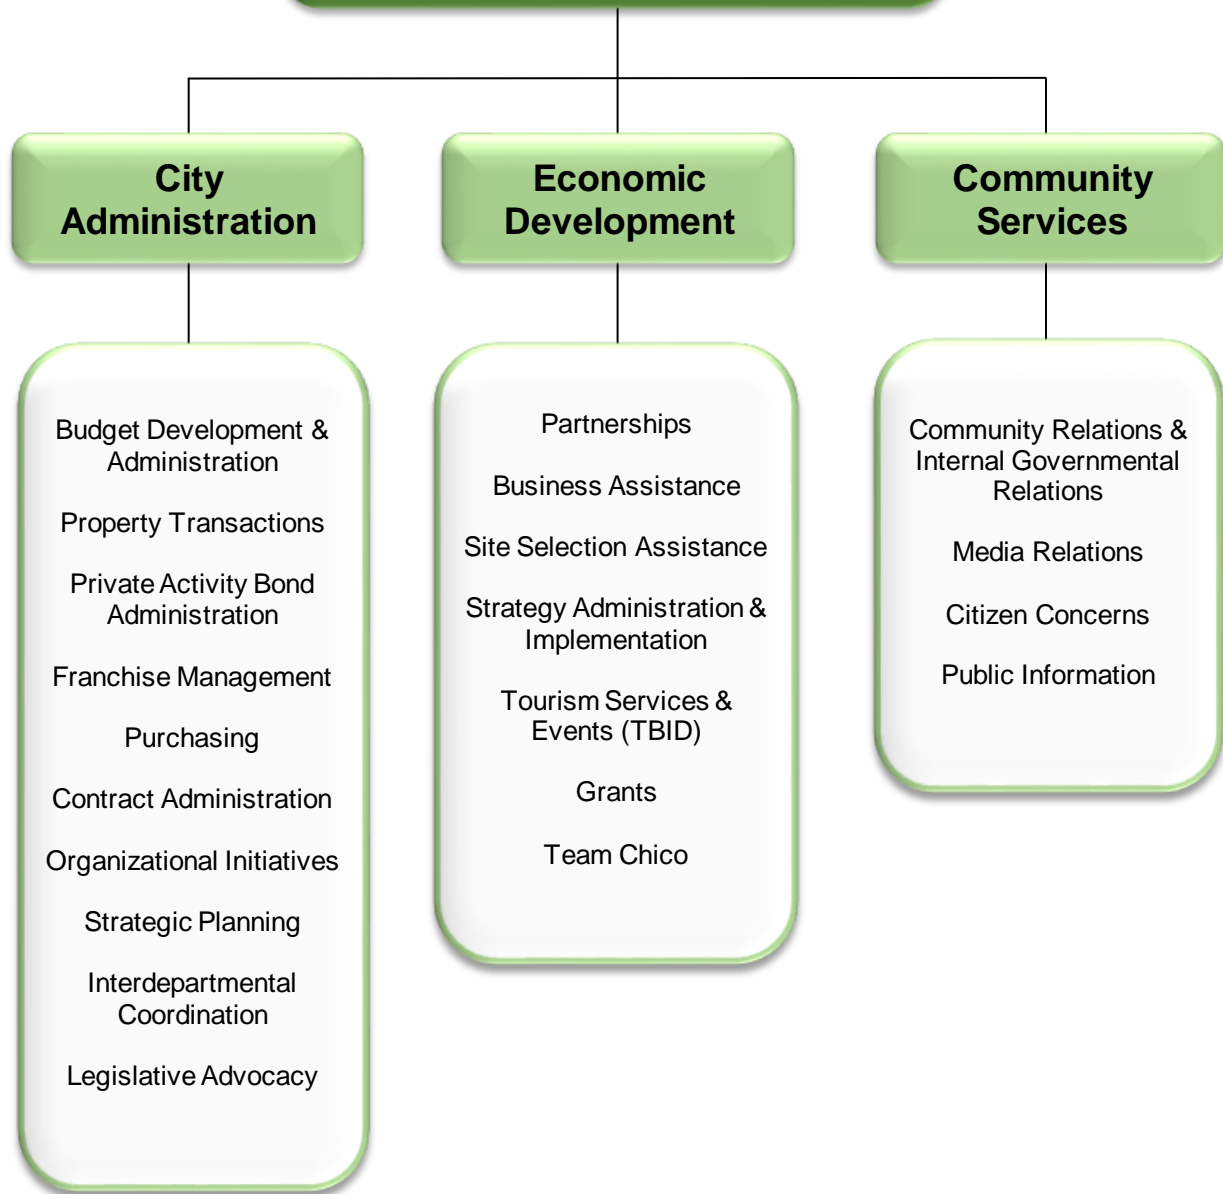 City
Administration
Economic
Development
Community
Services
Budget Development &
Administration
Property Transactions
Private Activity Bond
Administration
Franchise Management
Purchasing
Contract Administration
Organizational Initiatives
Strategic Planning
Interdepartmental
Coordination
Legislative Advocacy
Partnerships
Business Assistance
Site Selection Assistance
Strategy Administration &
Implementation
Tourism Services &
Events (TBID)
Grants
Team Chico
Community Relations &
Internal Governmental
Relations
Media Relations
Citizen Concerns
Public Information